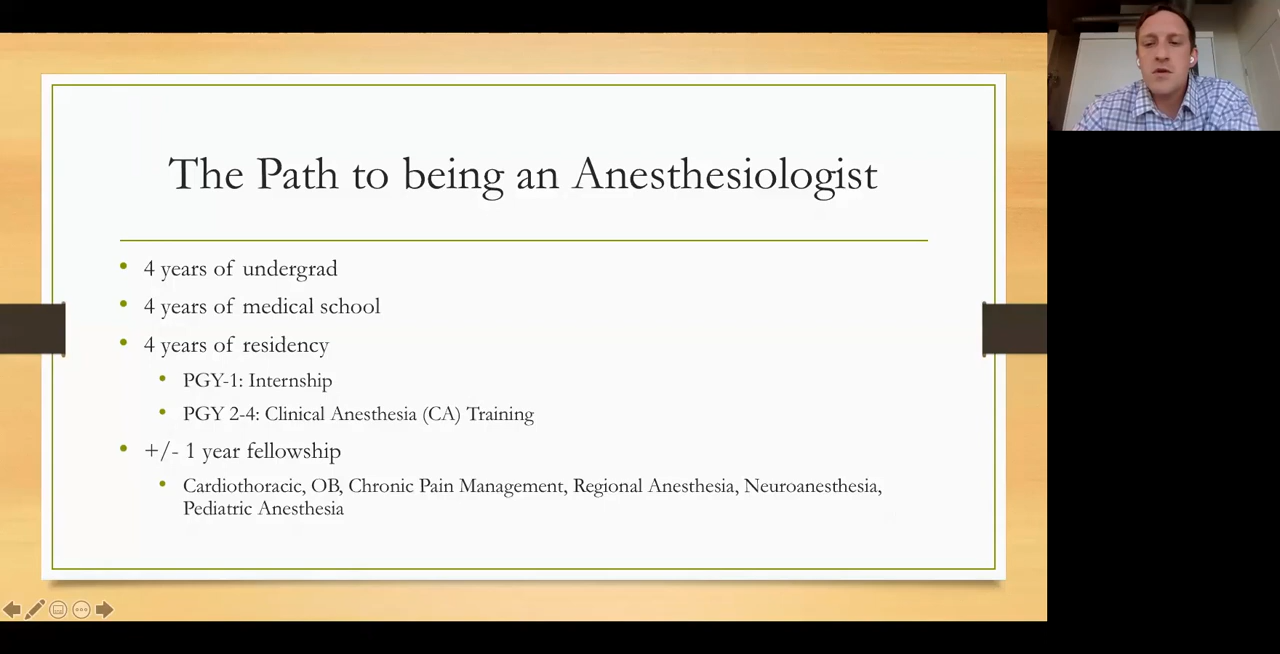 The Path to being an Anesthesiologist
4 years of undergrad
4 years of medical school
4 years of residency
PGY-1: Internship
PGY 2-4: Clinical Anesthesia (CA) Training
+/- 1 year fellowship
Cardiothoracic, OB, Chronic Pain Management, Regional Anesthesia, Neuroanesthesia,
Pediatric Anesthesia